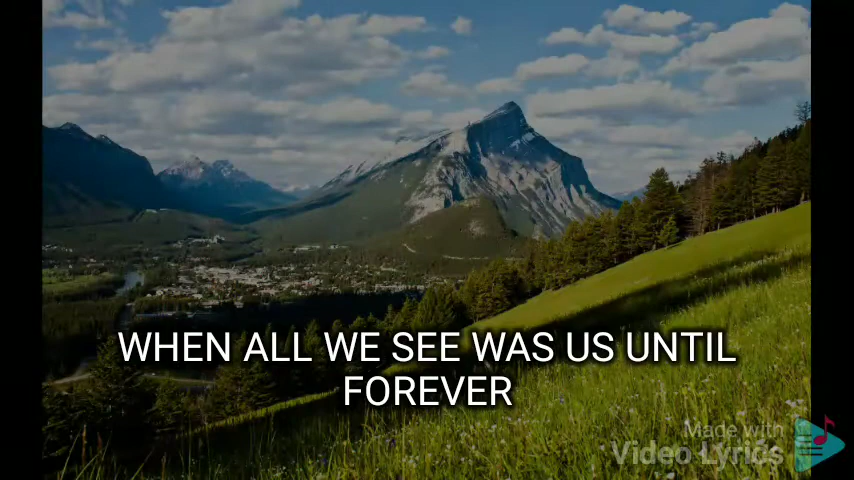 WHEN ALL WE SEE WAS US UNTIL
FOREVER
Made with
Video Lyrics